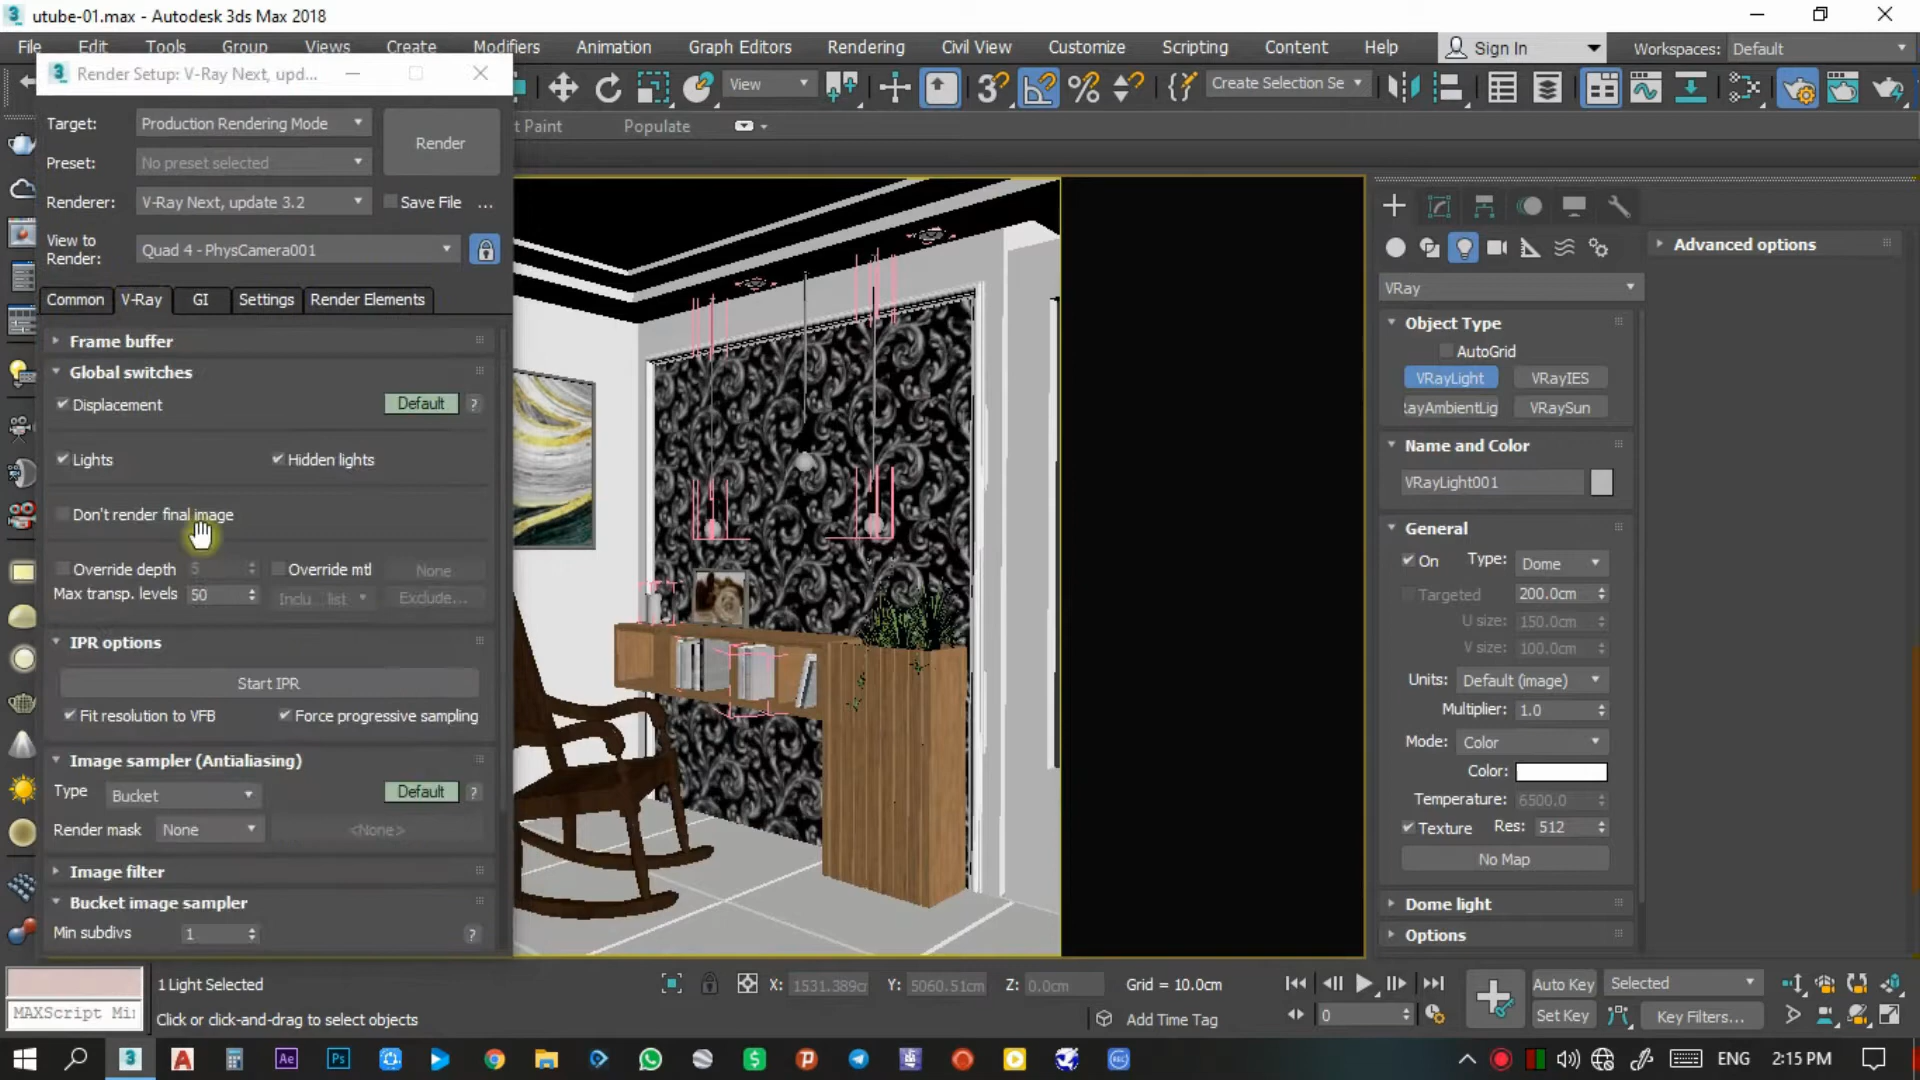 utube-01.max - Autodesk 3ds Max 2018
File Edit Tools Group Views Create Modifiers Animation Graph Editors Rendering Civil View Customize Scripting Content Help Sign In Workspaces: Default
Render Setup: V-Ray Next, upd...
View Create Selection Se
Target: Production Rendering Mode Render
t Paint Populate
Preset: No preset selected
Renderer: V-Ray Next, update 3.2 Save File ...
View to Render: Quad 4 - PhysCamera001
Common V-Ray GI Settings Render Elements
Frame buffer
Global switches
Displacement Default ?
Lights Hidden lights
Don't render final image
Override depth 5 Override mtl None
Max transp. levels 50 Inclu list Exclude...
IPR options
Start IPR
Fit resolution to VFB Force progressive sampling
Image sampler (Antialiasing)
Type Bucket Default ?
Render mask None <None>
Image filter
Bucket image sampler
Min subdivs 1 ?
Advanced options
VRay
Object Type
AutoGrid
VRayLight VRayIES
RayAmbientLig VRaySun
Name and Color
VRayLight001
General
On Type: Dome
Targeted 200.0cm
U size: 150.0cm
V size: 100.0cm
Units: Default (image)
Multiplier: 1.0
Mode: Color
Color:
Temperature: 6500.0
Texture Res: 512
No Map
Dome light
Options
1 Light Selected X: 1531.389c Y: 5060.51cm Z: 0.0cm Grid = 10.0cm Auto Key Selected
MAXScript Mi Click or click-and-drag to select objects Add Time Tag 0 Set Key Key Filters...
ENG 2:15 PM